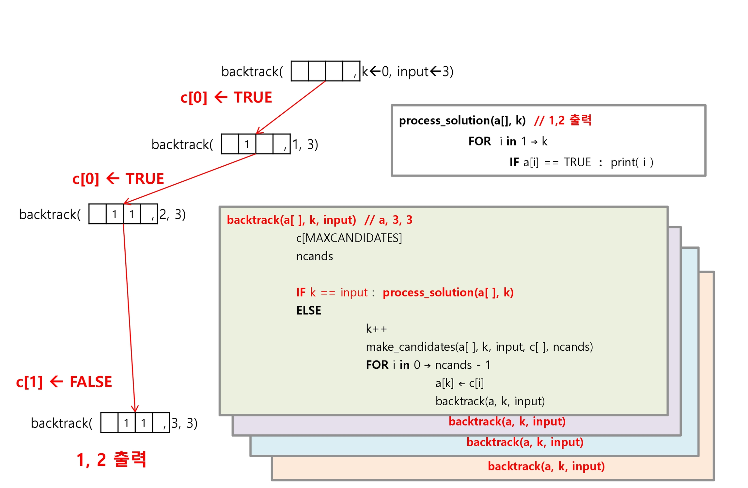 backtrack( , k←0, input←3)
c[0] ← TRUE
process_solution(a[], k) // 1,2 출력
FOR i in 1 → k
IF a[i] == TRUE : print( i )
backtrack( 1 , 1, 3)
c[0] ← TRUE
backtrack( 1 1 , 2, 3)
backtrack(a[ ], k, input) // a, 3, 3
c[MAXCANDIDATES]
ncands
IF k == input : process_solution(a[ ], k)
ELSE
k++
make_candidates(a[ ], k, input, c[ ], ncands)
FOR i in 0 → ncands - 1
a[k] ← c[i]
backtrack(a, k, input)
c[1] ← FALSE
backtrack( 1 1 , 3, 3)
1, 2 출력
backtrack(a, k, input)
backtrack(a, k, input)
backtrack(a, k, input)